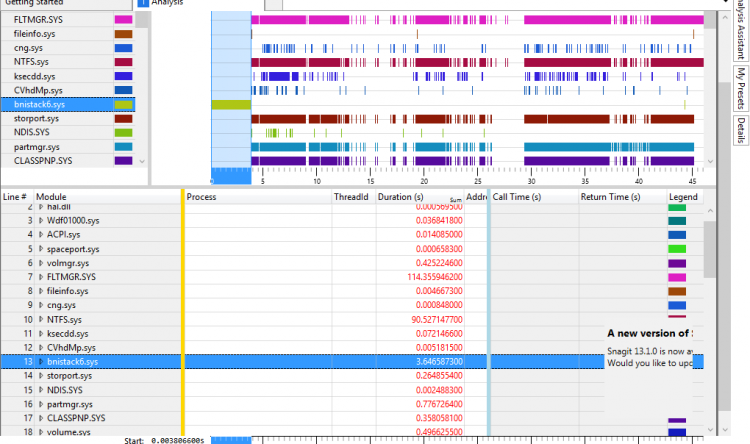 Getting Started
Analysis
FLTMGR.SYS
fileinfo.sys
cng.sys
NTFS.SYS
ksecdd.sys
CVhdMp.sys
bnistack6.sys
storport.sys
NDIS.SYS
partmgr.sys
CLASSPNP.SYS
5 10 15 20 25 30 35 40 45
My Presets
Details
Line # Module Process ThreadId Duration (s) Sum Addre Call Time (s) Return Time (s) Legend
2 hal.dll 0.000569500
3 Wdf01000.sys 0.036841800
4 ACPI.sys 0.014085000
5 spaceport.sys 0.000658300
6 volmgr.sys 0.425224600
7 FLTMGR.SYS 114.355946200
8 fileinfo.sys 0.004667300
9 cng.sys 0.000848000
10 NTFS.SYS 90.527147700
11 ksecdd.sys 0.072146600
12 CVhdMp.sys 0.005181500
13 bnistack6.sys 3.646587300
14 storport.sys 0.264855400
15 NDIS.SYS 0.002488300
16 partmgr.sys 0.776726400
17 CLASSPNP.SYS 0.358058100
18 volume.sys 0.496625500
A new version of
Snagit 13.1.0 is now av
Would you like to upd
Start: 0.003806600s